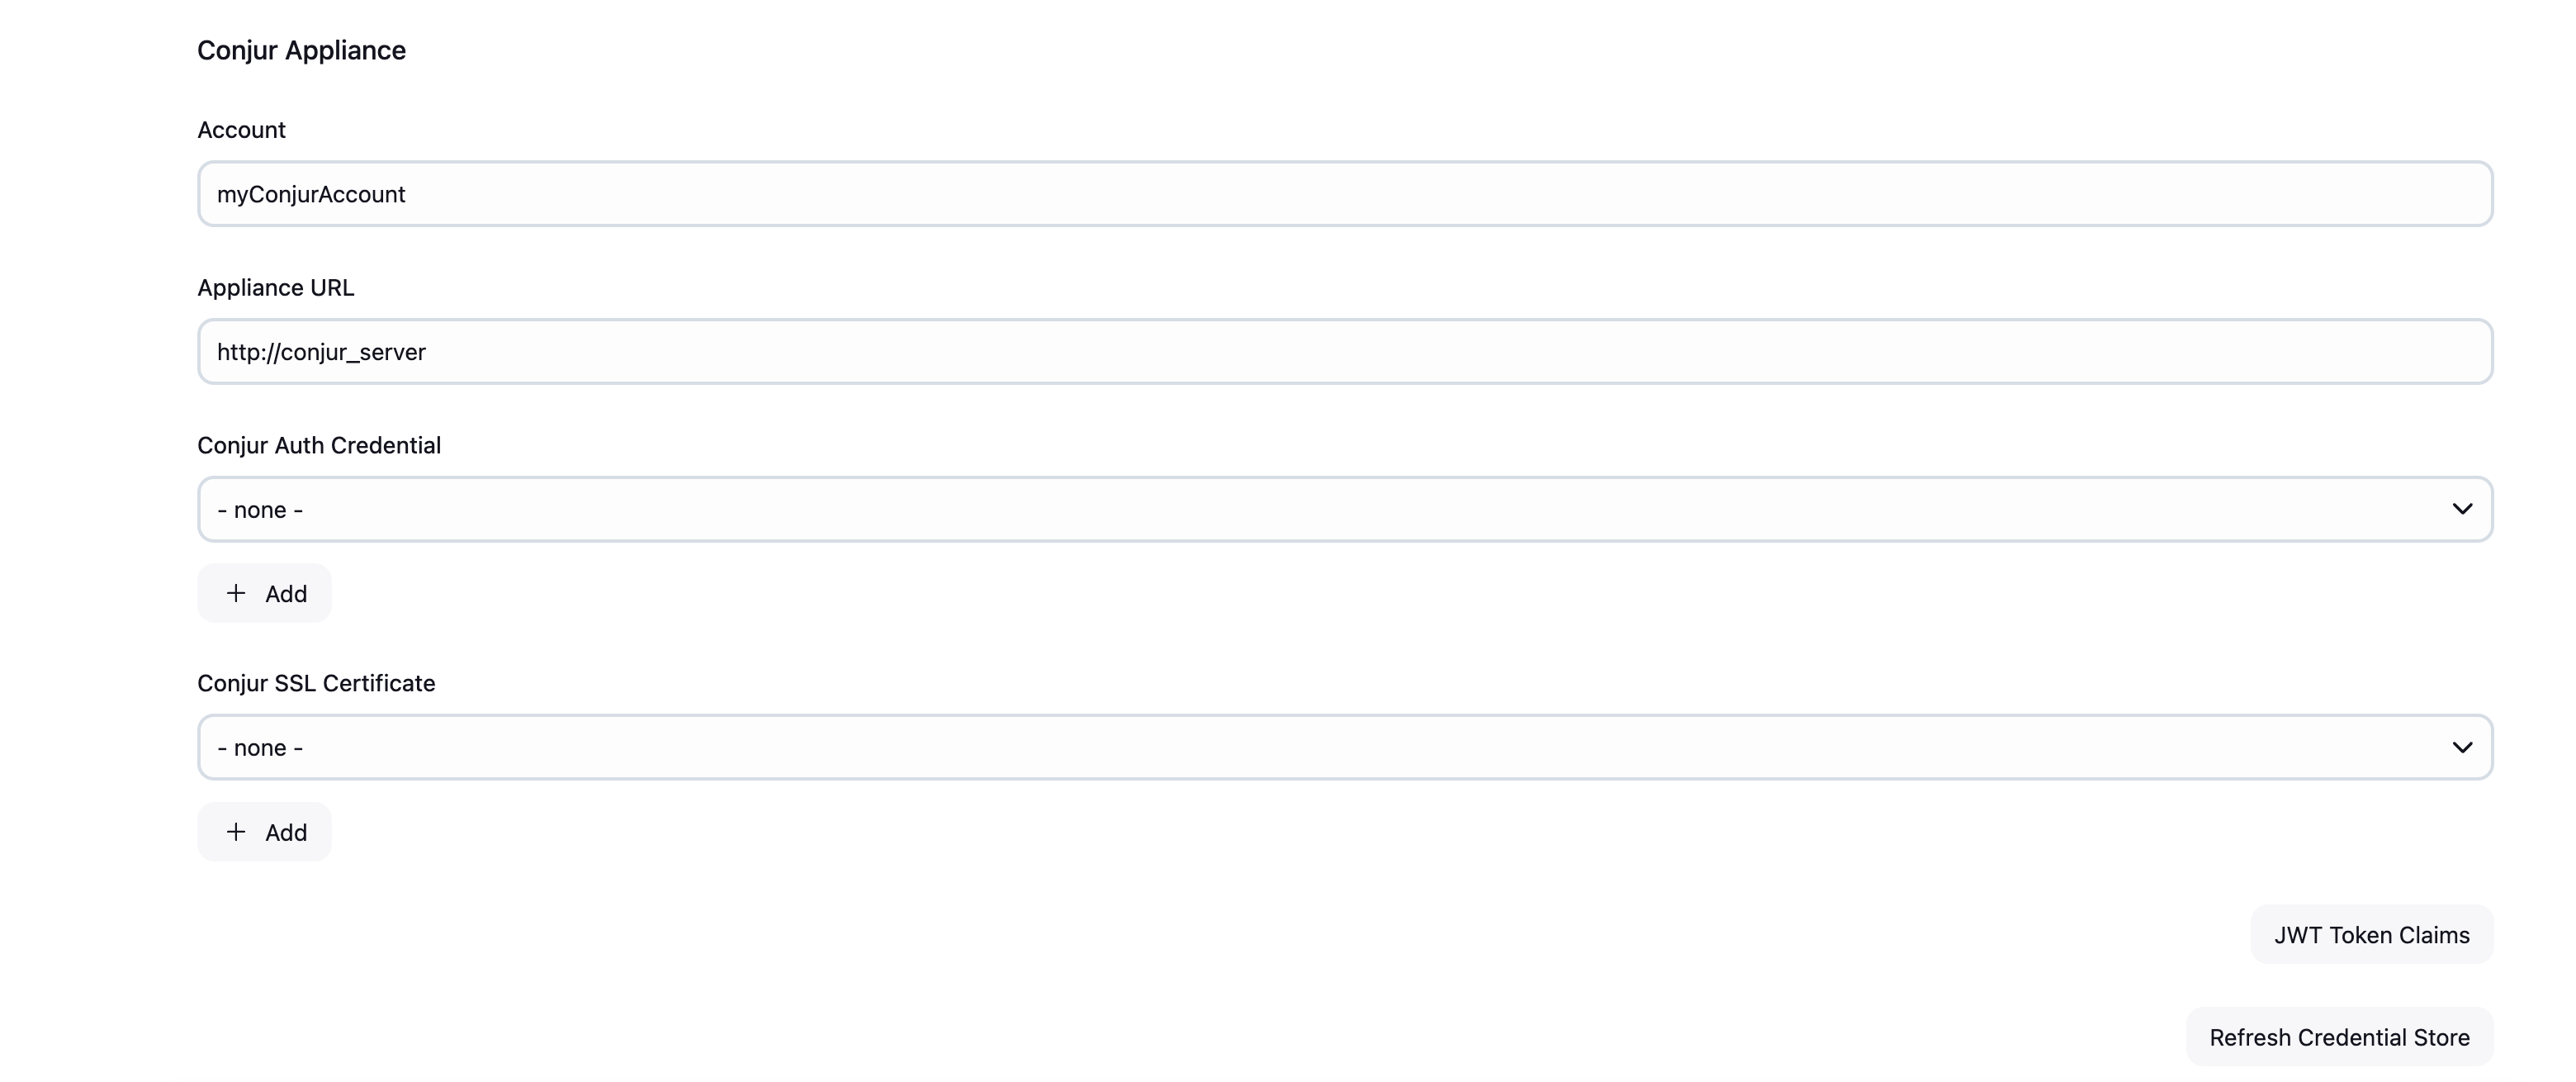 Conjur Appliance
Account
myConjurAccount
Appliance URL
http://conjur_server
Conjur Auth Credential
- none -
+ Add
Conjur SSL Certificate
- none -
+ Add
JWT Token Claims
Refresh Credential Store